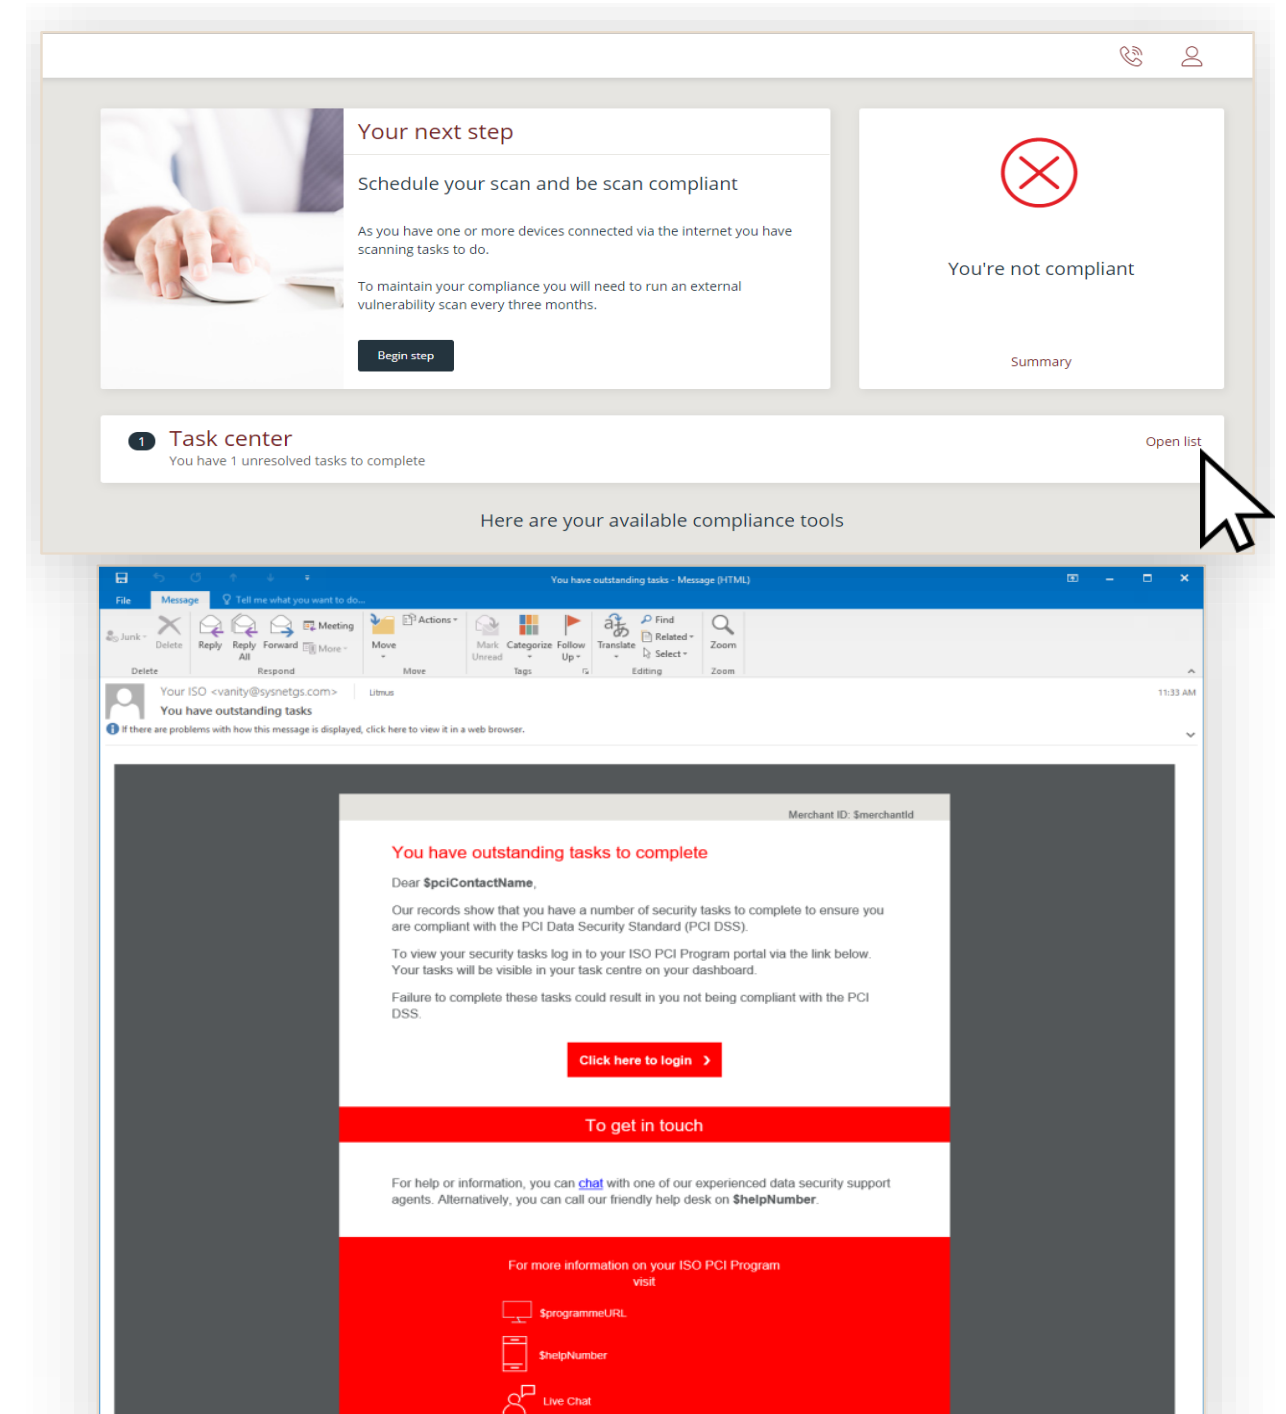 Your next step
Schedule your scan and be scan compliant
As you have one or more devices connected via the internet you have
scanning tasks to do.
To maintain your compliance you will need to run an external
vulnerability scan every three months.
Begin step
You're not compliant
Summary
1
Task center
You have 1 unresolved tasks to complete
Open list
Here are your available compliance tools
You have outstanding tasks - Message (HTML)
File
Message
Tell me what you want to do...
Junk
Delete
Reply
Reply
All
Forward
Meeting
More
Move
Actions
Mark
Unread
Categorize
Follow
Up
Translate
Find
Related
Select
Zoom
Delete
Respond
Move
Tags
Editing
Zoom
Your ISO <vanity@sysnetgs.com>
Litmus
11:33 AM
You have outstanding tasks
If there are problems with how this message is displayed, click here to view it in a web browser.
Merchant ID: $merchantId
You have outstanding tasks to complete
Dear $pciContactName,
Our records show that you have a number of security tasks to complete to ensure you
are compliant with the PCI Data Security Standard (PCI DSS).
To view your security tasks log in to your ISO PCI Program portal via the link below.
Your tasks will be visible in your task centre on your dashboard.
Failure to complete these tasks could result in you not being compliant with the PCI
DSS.
Click here to login
To get in touch
For help or information, you can chat with one of our experienced data security support
agents. Alternatively, you can call our friendly help desk on $helpNumber.
For more information on your ISO PCI Program
visit
$programmeURL
$helpNumber
Live Chat